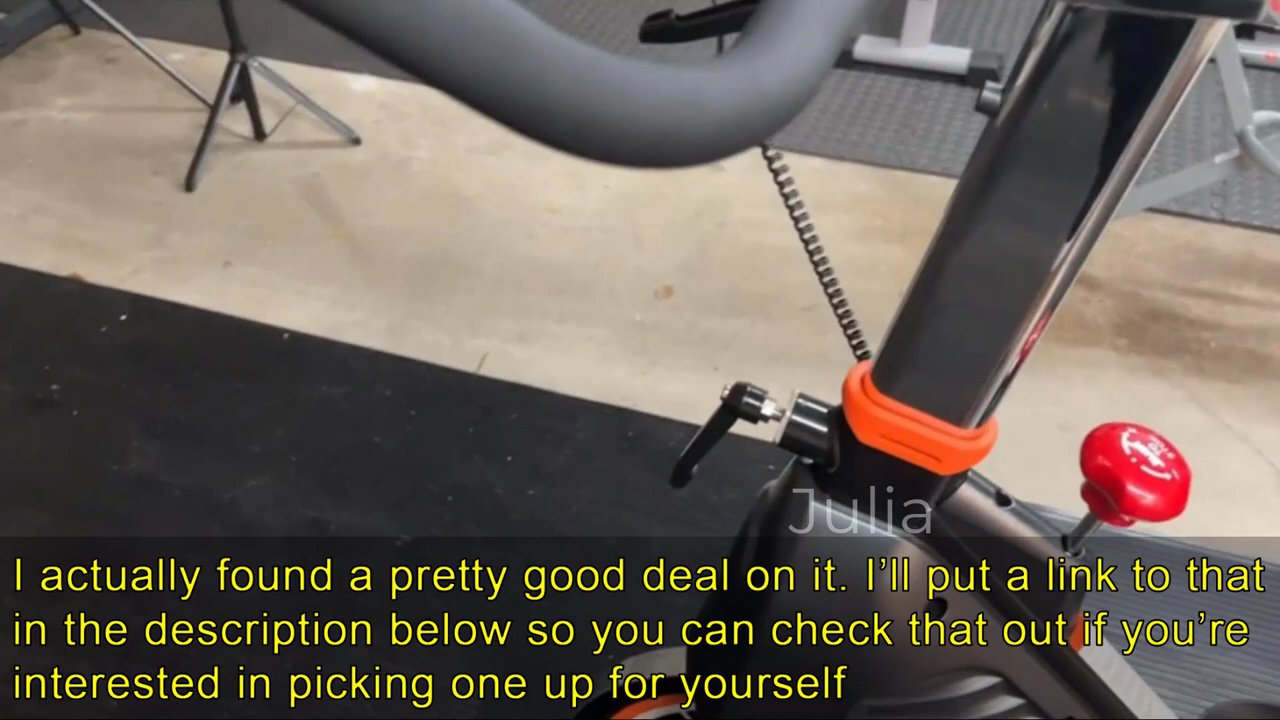 Julia
I actually found a pretty good deal on it. I’ll put a link to that
in the description below so you can check that out if you’re
interested in picking one up for yourself